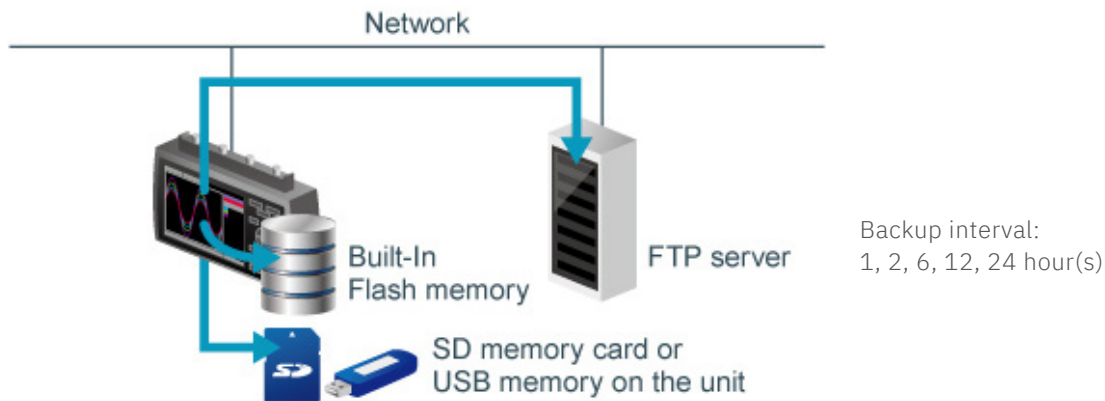 Network
Built-In
Flash memory
FTP server
Backup interval:
1, 2, 6, 12, 24 hour(s)
SD
SD memory card or
USB memory on the unit